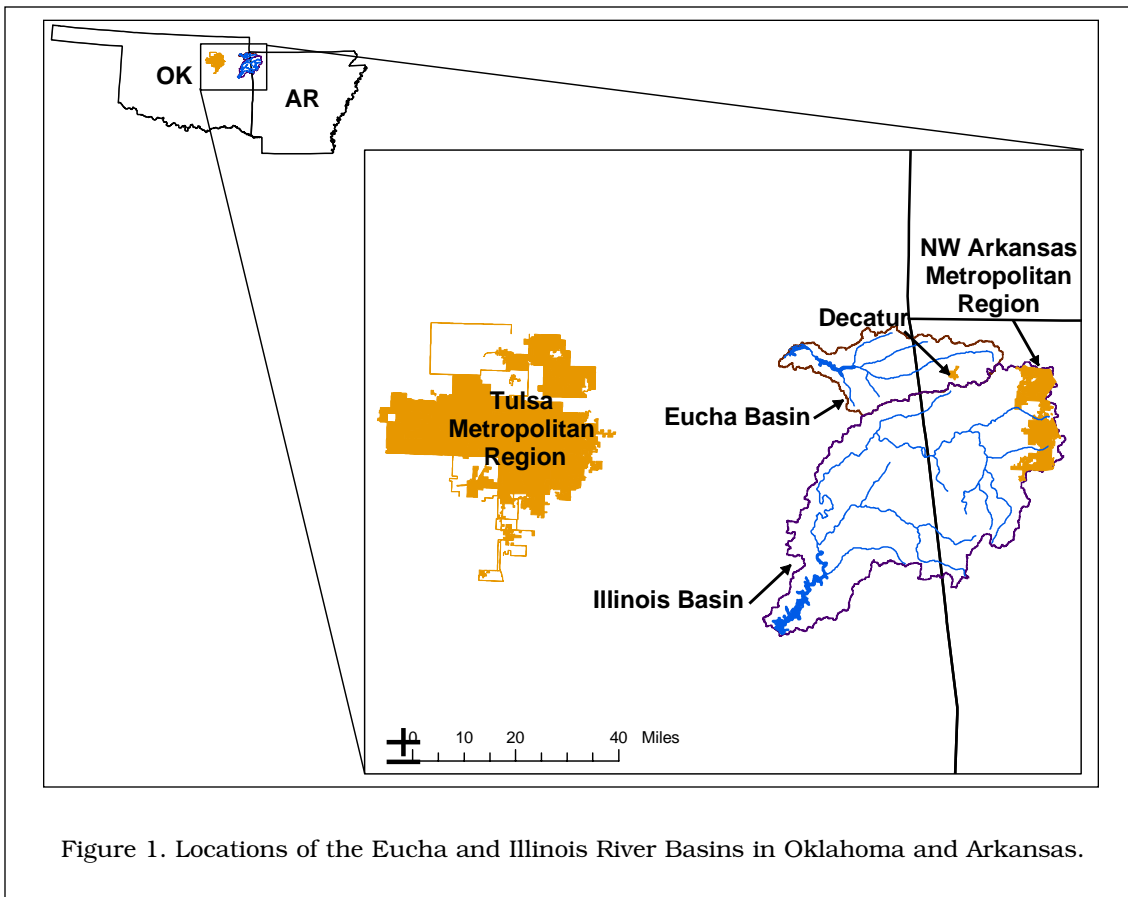 OK
AR
NW Arkansas
Metropolitan
Region
Decatur
Tulsa
Metropolitan
Region
Eucha Basin
Illinois Basin
0 10 20 40 Miles
Figure 1. Locations of the Eucha and Illinois River Basins in Oklahoma and Arkansas.